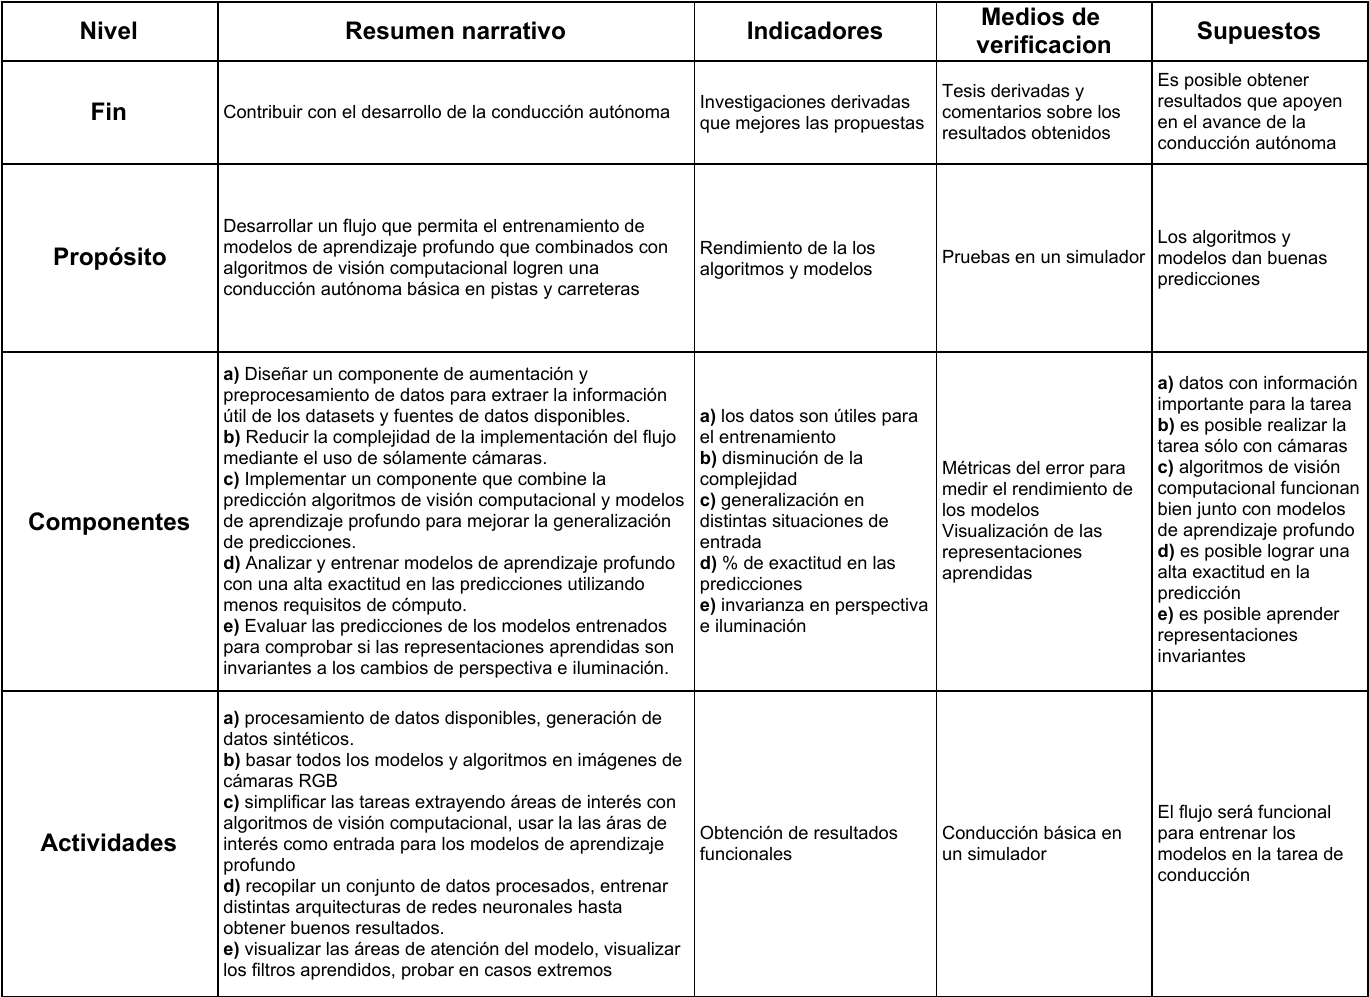 Nivel
Resumen narrativo
Indicadores
Medios de
verificacion
Supuestos
Fin
Contribuir con el desarrollo de la conducción autónoma
Investigaciones derivadas
que mejores las propuestas
Tesis derivadas y
comentarios sobre los
resultados obtenidos
Es posible obtener
resultados que apoyen
en el avance de la
conducción autónoma
Propósito
Desarrollar un flujo que permita el entrenamiento de
modelos de aprendizaje profundo que combinados con
algoritmos de visión computacional logren una
conducción autónoma básica en pistas y carreteras
Rendimiento de la los
algoritmos y modelos
Pruebas en un simulador
Los algoritmos y
modelos dan buenas
predicciones
Componentes
a) Diseñar un componente de aumentación y
preprocesamiento de datos para extraer la información
útil de los datasets y fuentes de datos disponibles.
b) Reducir la complejidad de la implementación del flujo
mediante el uso de sólamente cámaras.
c) Implementar un componente que combine la
predicción algoritmos de visión computacional y modelos
de aprendizaje profundo para mejorar la generalización
de predicciones.
d) Analizar y entrenar modelos de aprendizaje profundo
con una alta exactitud en las predicciones utilizando
menos requisitos de cómputo.
e) Evaluar las predicciones de los modelos entrenados
para comprobar si las representaciones aprendidas son
invariantes a los cambios de perspectiva e iluminación.
a) los datos son útiles para
el entrenamiento
b) disminución de la
complejidad
c) generalización en
distintas situaciones de
entrada
d) % de exactitud en las
predicciones
e) invarianza en perspectiva
e iluminación
Métricas del error para
medir el rendimiento de
los modelos
Visualización de las
representaciones
aprendidas
a) datos con información
importante para la tarea
b) es posible realizar la
tarea sólo con cámaras
c) algoritmos de visión
computacional funcionan
bien junto con modelos
de aprendizaje profundo
d) es posible lograr una
alta exactitud en la
predicción
e) es posible aprender
representaciones
invariantes
Actividades
a) procesamiento de datos disponibles, generación de
datos sintéticos.
b) basar todos los modelos y algoritmos en imágenes de
cámaras RGB
c) simplificar las tareas extrayendo áreas de interés con
algoritmos de visión computacional, usar la las áras de
interés como entrada para los modelos de aprendizaje
profundo
d) recopilar un conjunto de datos procesados, entrenar
distintas arquitecturas de redes neuronales hasta
obtener buenos resultados.
e) visualizar las áreas de atención del modelo, visualizar
los filtros aprendidos, probar en casos extremos
Obtención de resultados
funcionales
Conducción básica en
un simulador
El flujo será funcional
para entrenar los
modelos en la tarea de
conducción